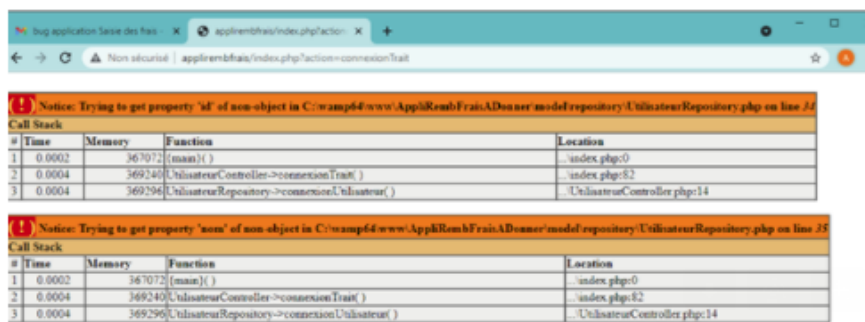 bug application Saisie des frais - × applirembfrais/index.php?action= × +
Non sécurisé | applirembfrais/index.php?action=connexionTrait
( ! ) Notice: Trying to get property 'id' of non-object in C:\wamp64\www\AppliRembFraisADonner\model\repository\UtilisateurRepository.php on line 34
Call Stack
# Time Memory Function Location
1 0.0002 367072 {main}( ) ...\index.php:0
2 0.0004 369240 UtilisateurController->connexionTrait( ) ...\index.php:82
3 0.0004 369296 UtilisateurRepository->connexionUtilisateur( ) ...\UtilisateurController.php:14
( ! ) Notice: Trying to get property 'nom' of non-object in C:\wamp64\www\AppliRembFraisADonner\model\repository\UtilisateurRepository.php on line 35
Call Stack
# Time Memory Function Location
1 0.0002 367072 {main}( ) ...\index.php:0
2 0.0004 369240 UtilisateurController->connexionTrait( ) ...\index.php:82
3 0.0004 369296 UtilisateurRepository->connexionUtilisateur( ) ...\UtilisateurController.php:14